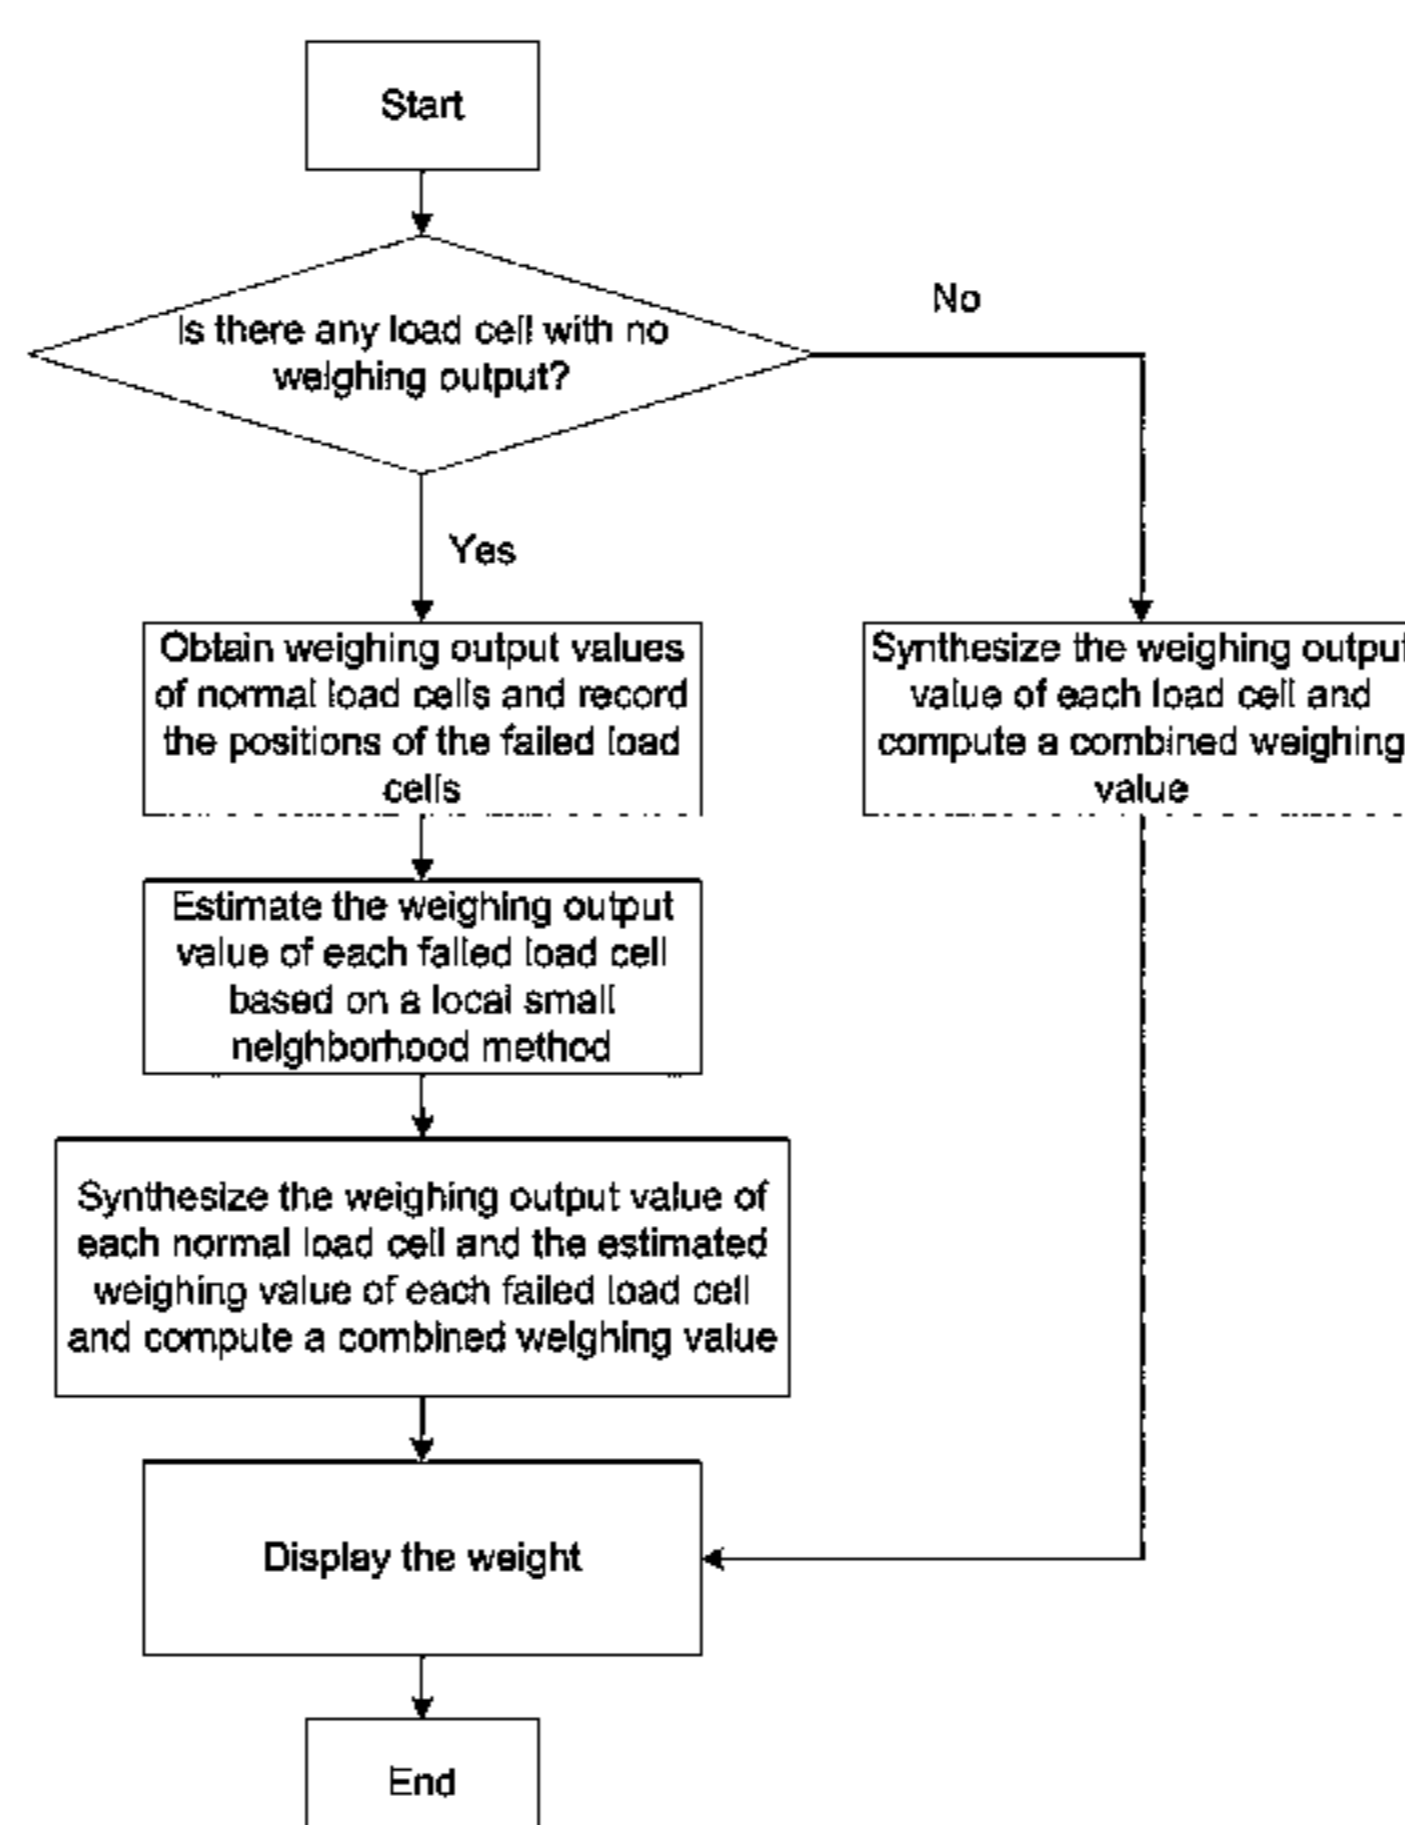 Start
Is there any load cell with no
weighing output?
No
Yes
Obtain weighing output values
of normal load cells and record
the positions of the failed load
cells
Synthesize the weighing output
value of each load cell and
compute a combined weighing
value
Estimate the weighing output
value of each failed load cell
based on a local small
neighborhood method
Synthesize the weighing output value of
each normal load cell and the estimated
weighing value of each failed load cell
and compute a combined weighing value
Display the weight
End